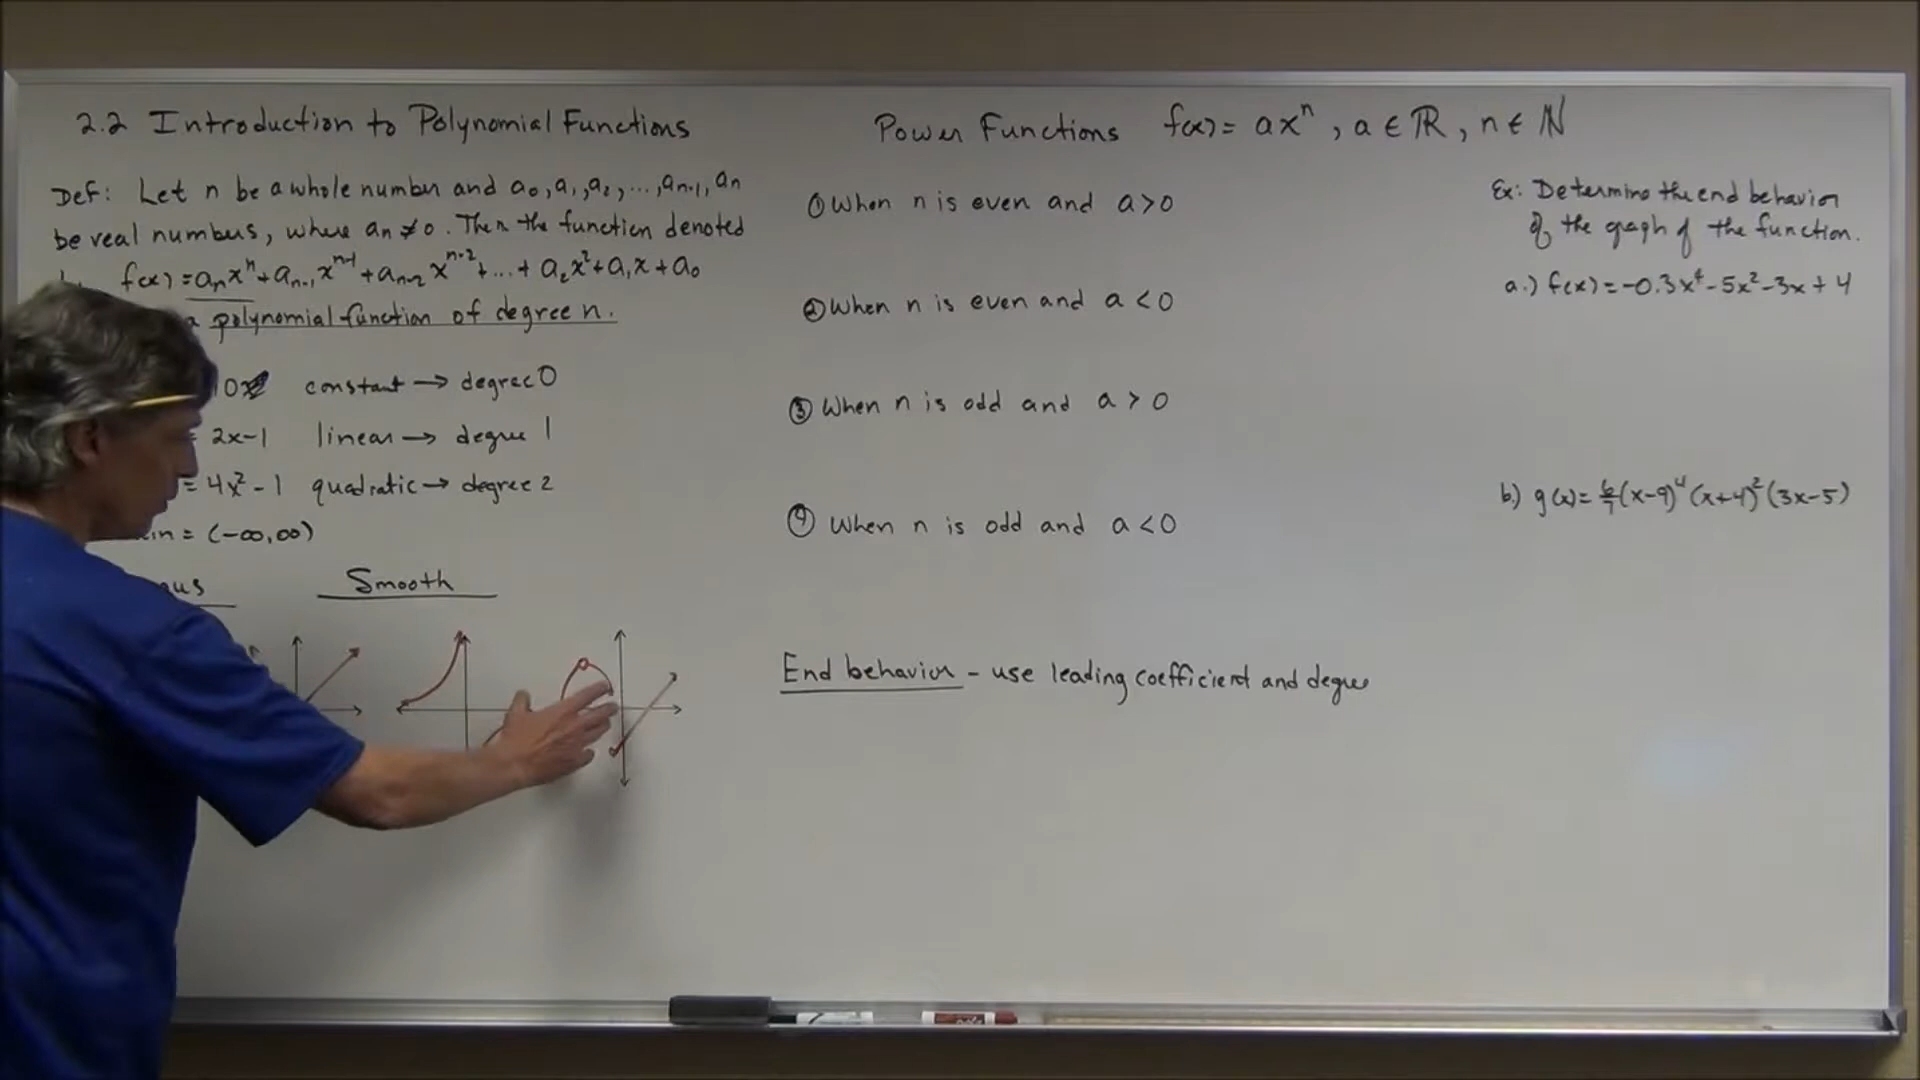 2.2 Introduction to Polynomial Functions
Def: Let n be a whole number and a₀, a₁, a₂, ..., aₙ₋₁, aₙ
be real numbers, where aₙ ≠ 0. Then the function denoted
f(x) = aₙxⁿ + aₙ₋₁xⁿ⁻¹ + aₙ₋₂xⁿ⁻² + ... + a₂x² + a₁x + a₀
a polynomial function of degree n.
10 constant → degree 0
= 2x-1 linear → degree 1
= 4x² - 1 quadratic → degree 2
= (-∞,∞)
Smooth
Power Functions f(x) = axⁿ, a ∈ ℝ, n ∈ ℕ
① When n is even and a > 0
② When n is even and a < 0
③ When n is odd and a > 0
④ When n is odd and a < 0
End behavior - use leading coefficient and degree
Ex: Determine the end behavior
of the graph of the function.
a.) f(x) = -0.3x⁴ - 5x² - 3x + 4
b.) g(x) = 6/7(x-9)⁴(x+4)²(3x-5)